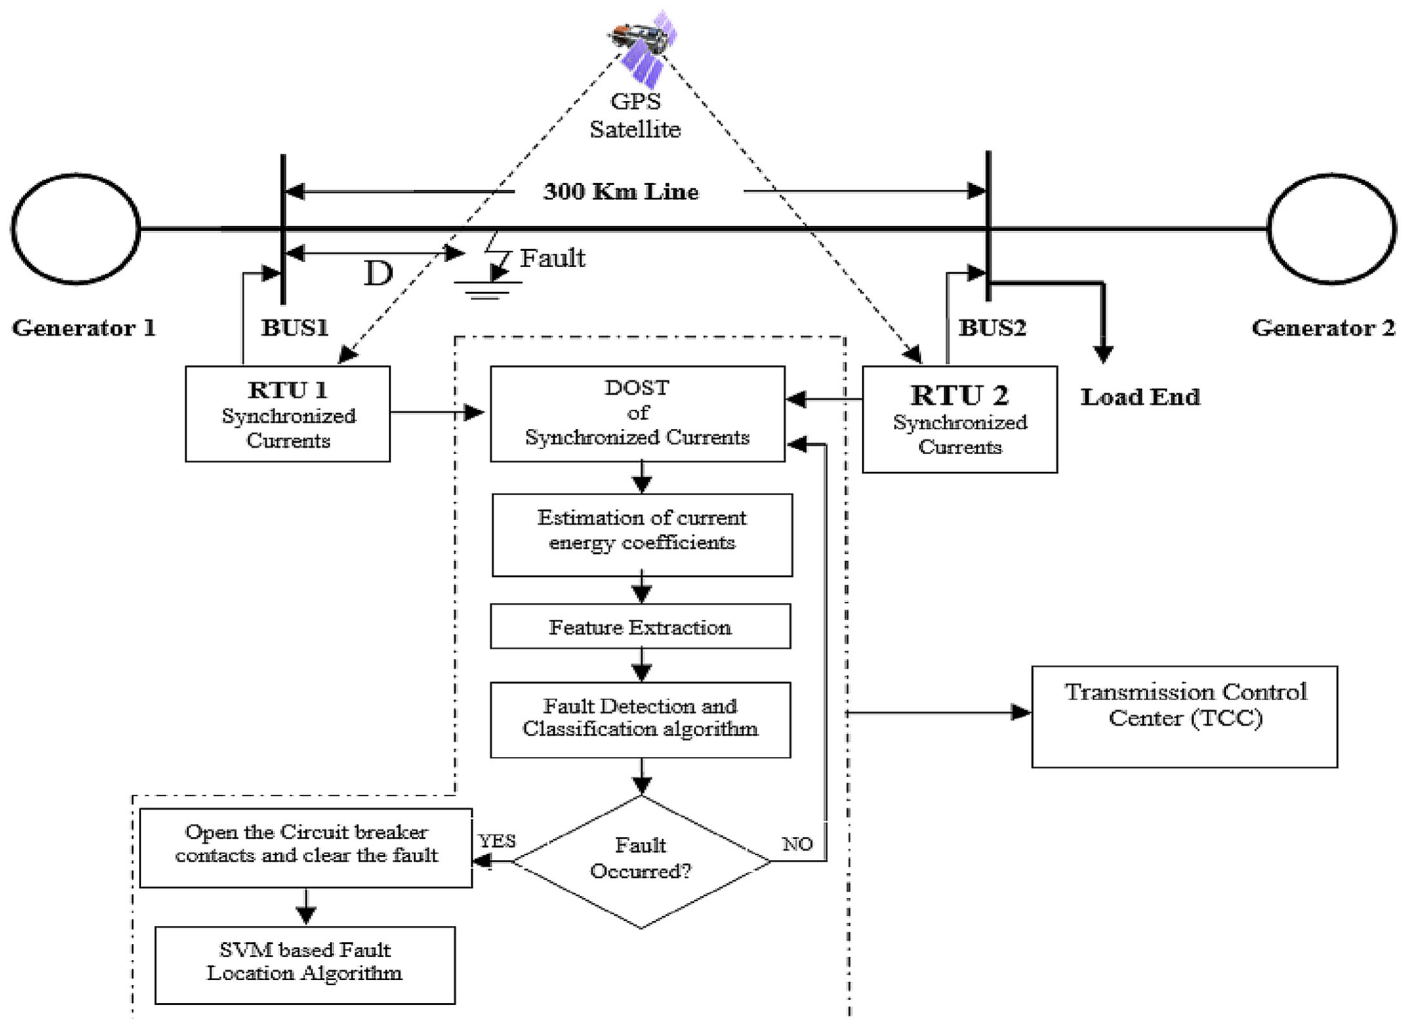 GPS
Satellite
300 Km Line
D
Fault
Generator 1
BUS1
BUS2
Generator 2
RTU 1
Synchronized
Currents
DOST
of
Synchronized Currents
RTU 2
Synchronized
Currents
Load End
Estimation of current
energy coefficients
Feature Extraction
Fault Detection and
Classification algorithm
Transmission Control
Center (TCC)
Fault
Occurred?
YES
NO
Open the Circuit breaker
contacts and clear the fault
SVM based Fault
Location Algorithm